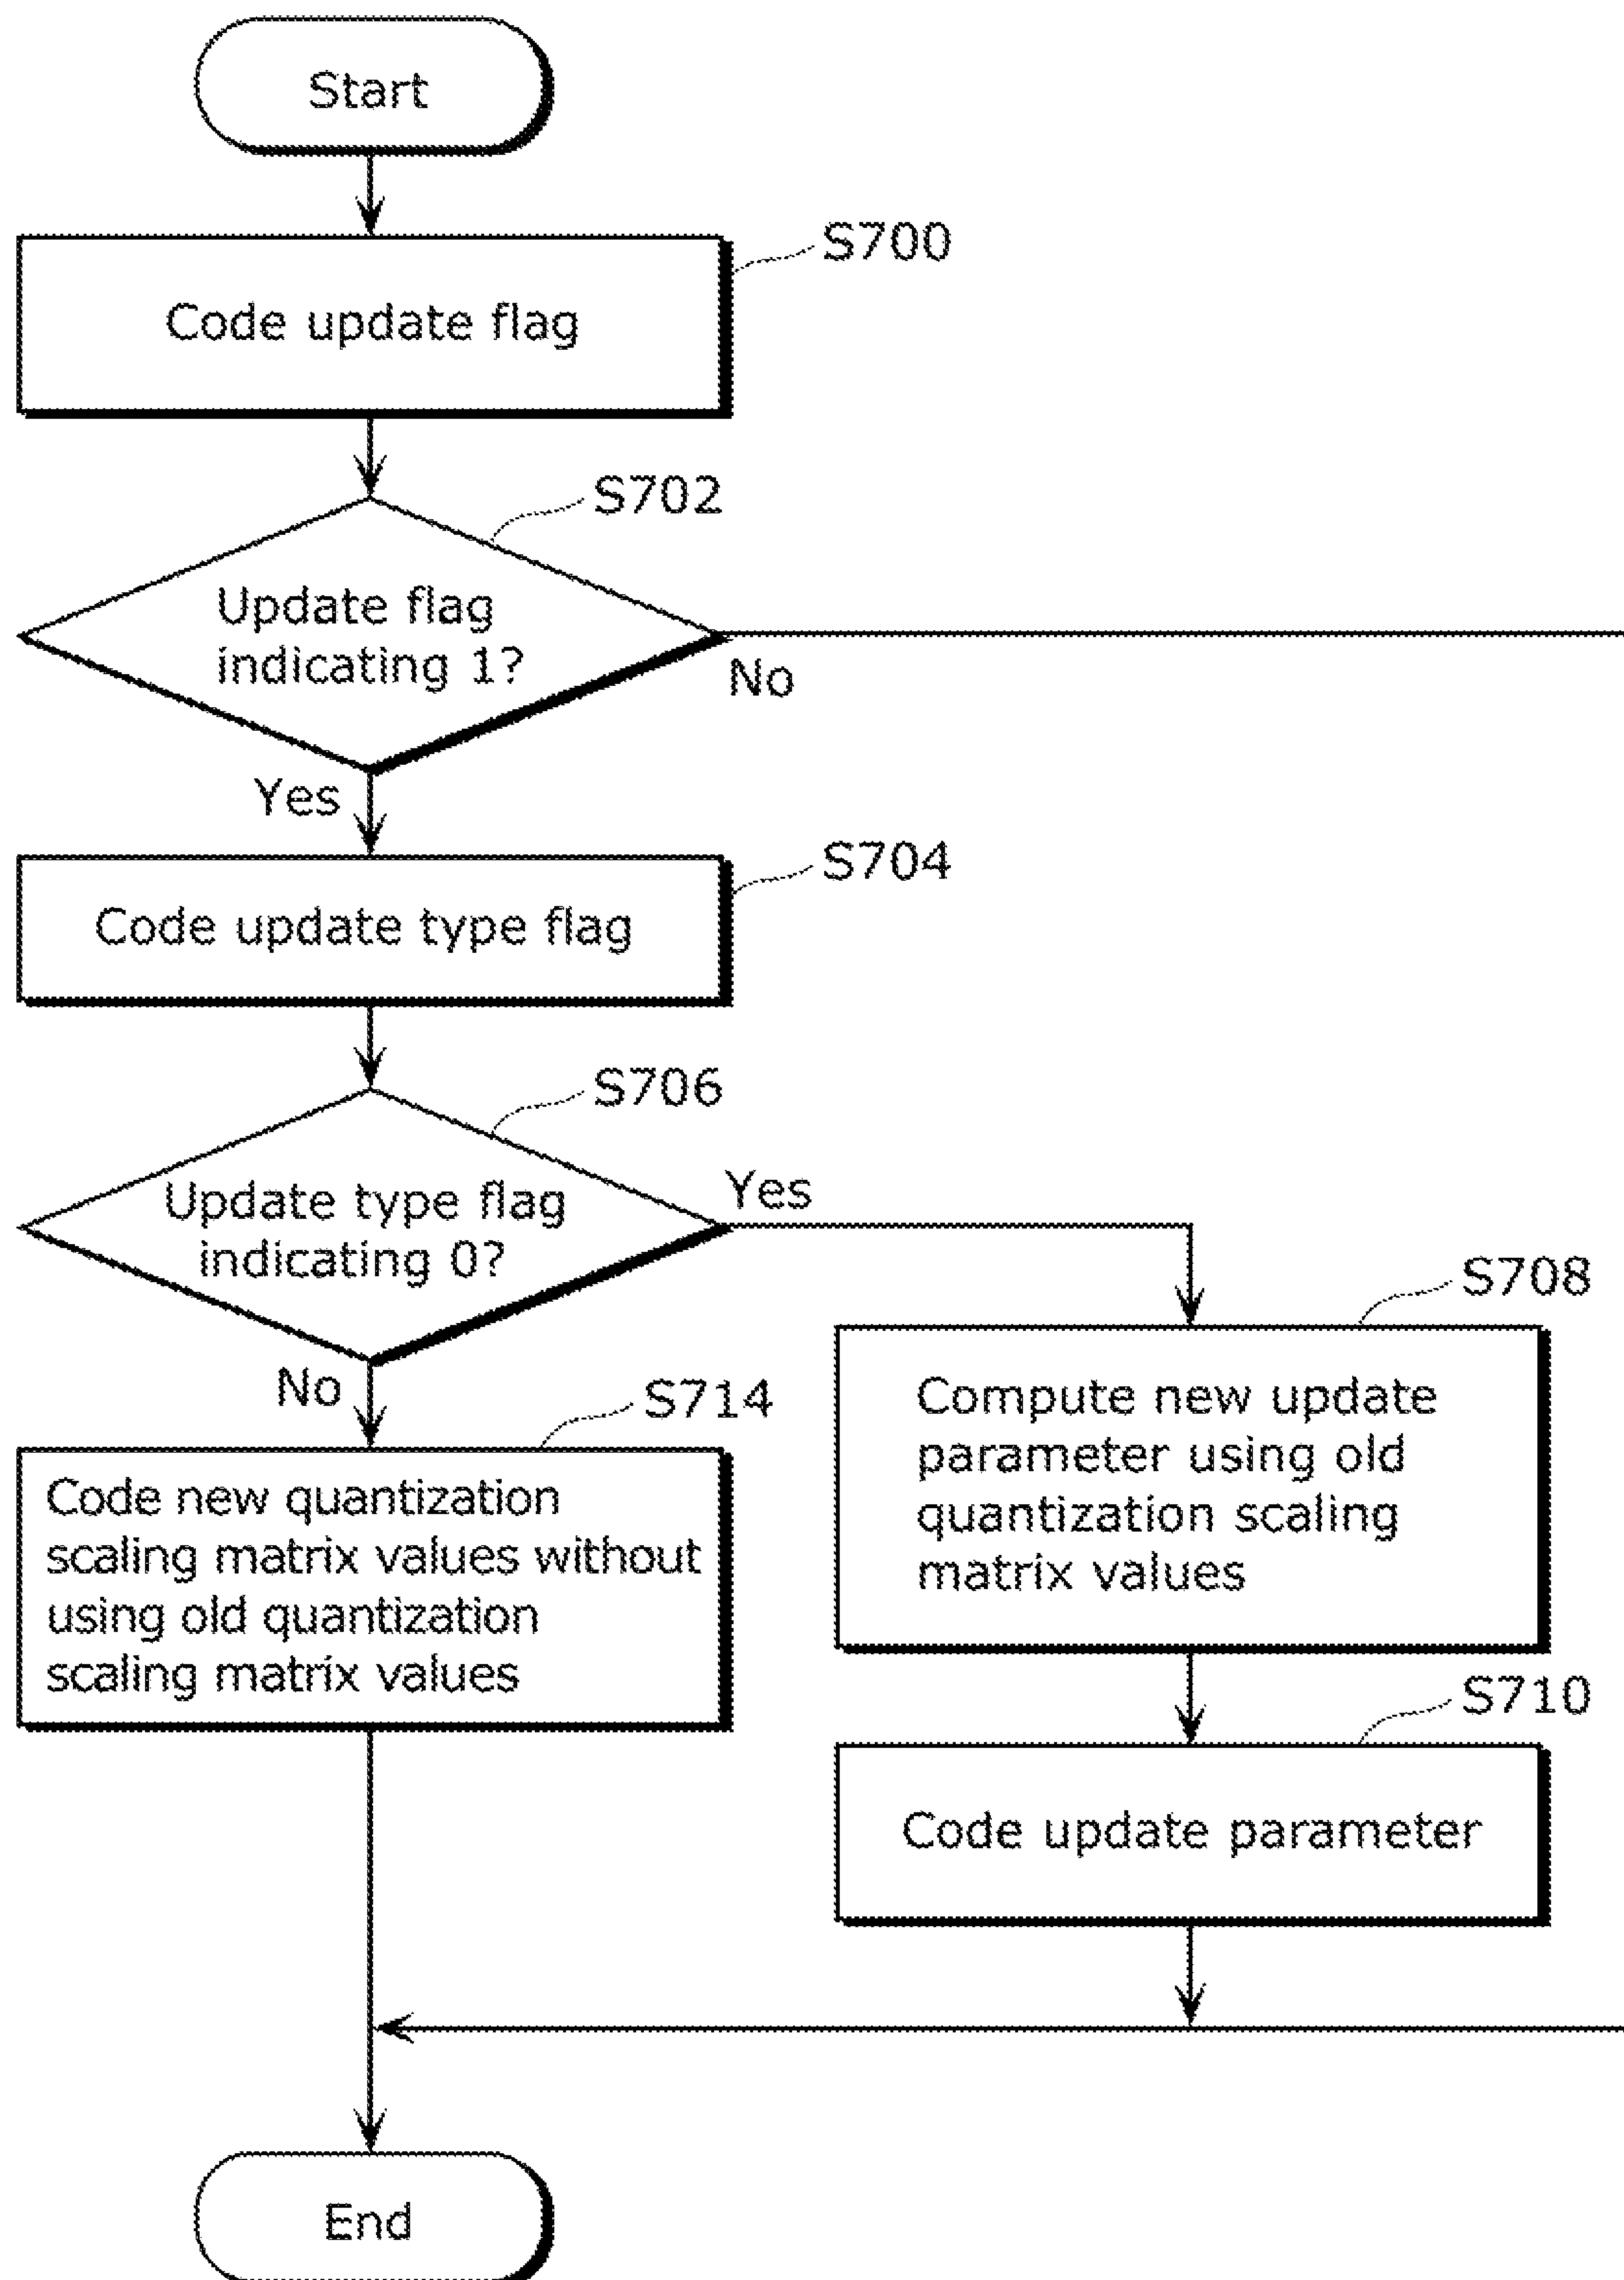 Start
S700
Code update flag
S702
Update flag
indicating 1?
No
Yes
S704
Code update type flag
S706
Update type flag
indicating 0?
Yes
No
S708
Compute new update
parameter using old
quantization scaling
matrix values
S714
Code new quantization
scaling matrix values without
using old quantization
scaling matrix values
S710
Code update parameter
End